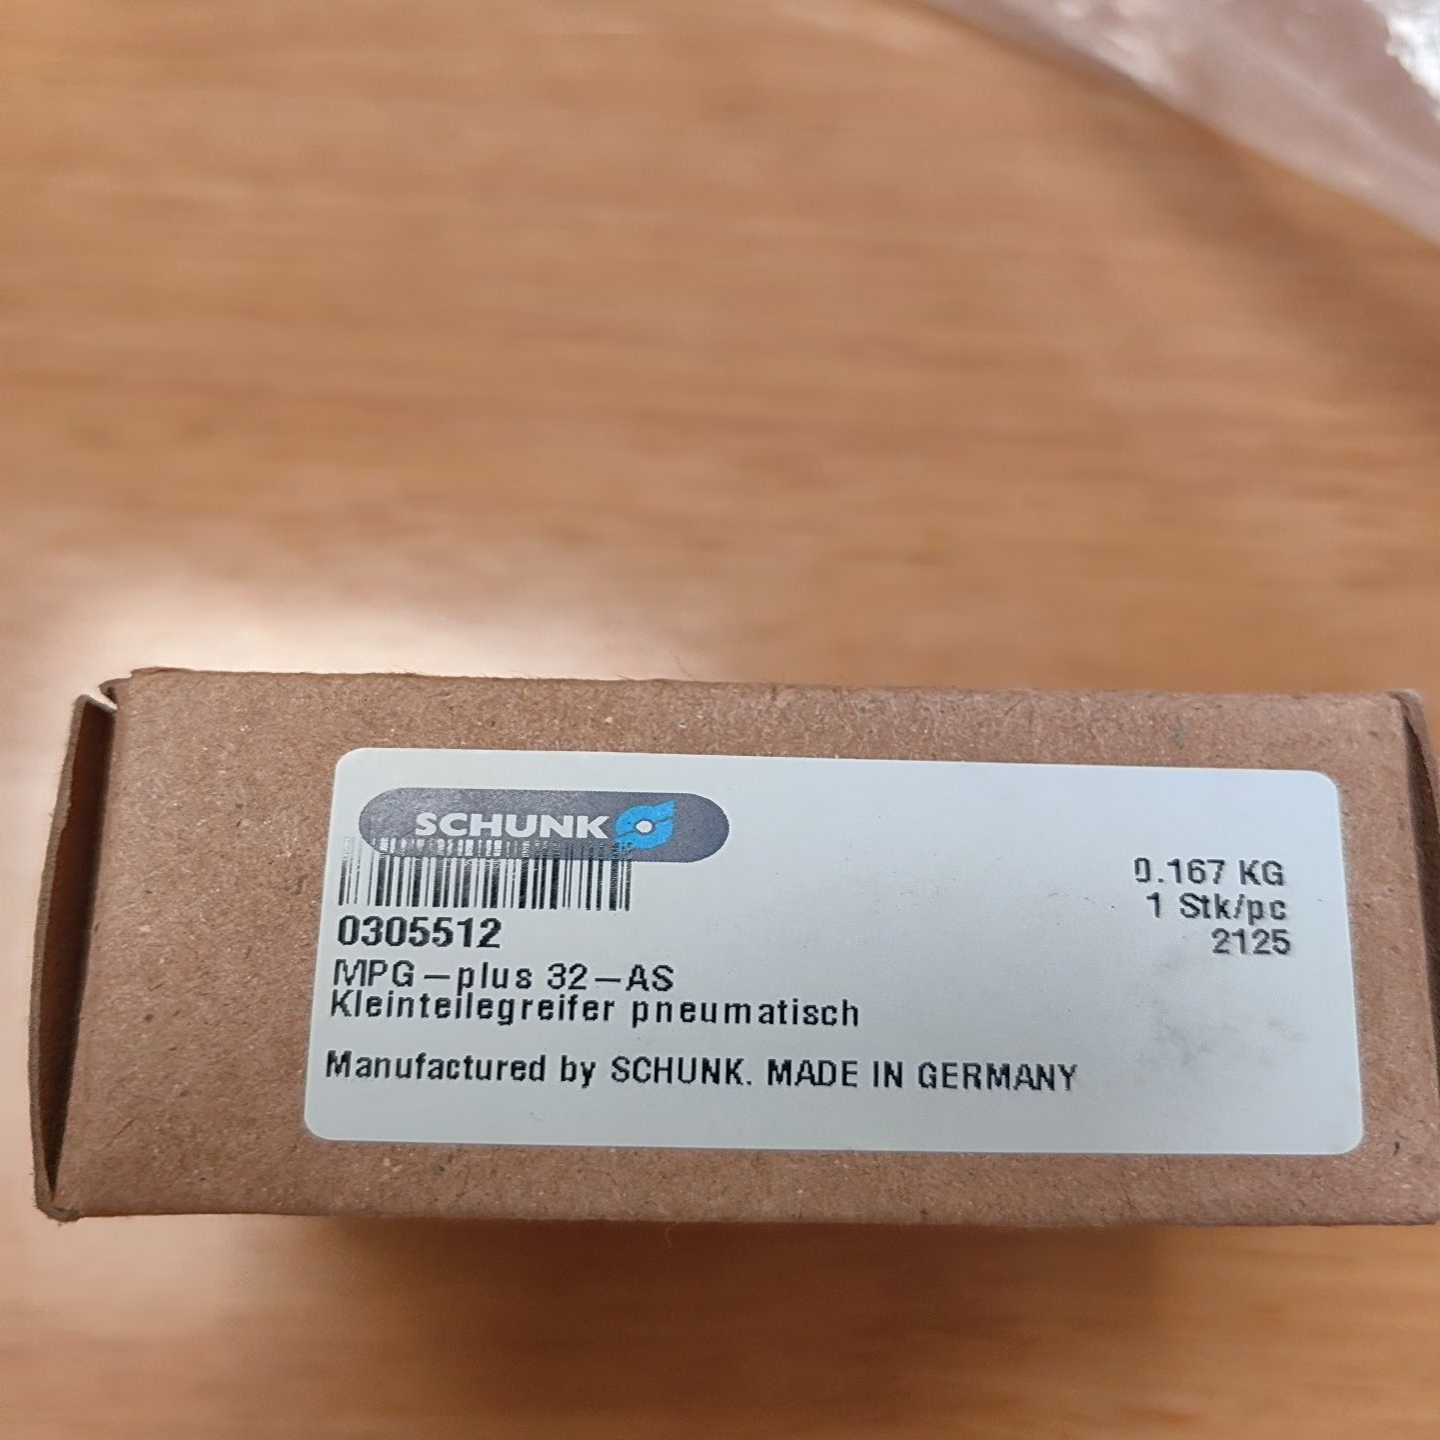 SCHUNK
0.167 KG
1 Stk/pc
2125
0305512
MPG-plus 32-AS
Kleinteilegreifer pneumatisch
Manufactured by SCHUNK. MADE IN GERMANY